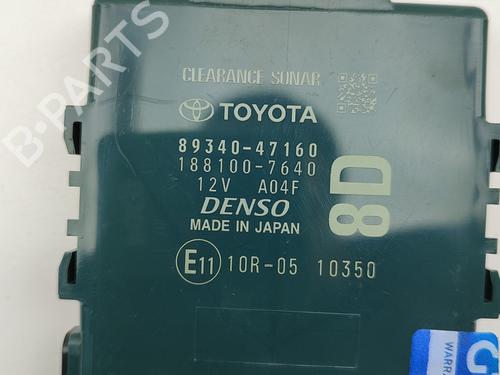 CLEARANCE SONAR
TOYOTA
89340-47160
188100-7640
12V A04F
DENSO
MADE IN JAPAN
8D
E11 10R-05 10350
B-PARTS
WARRA